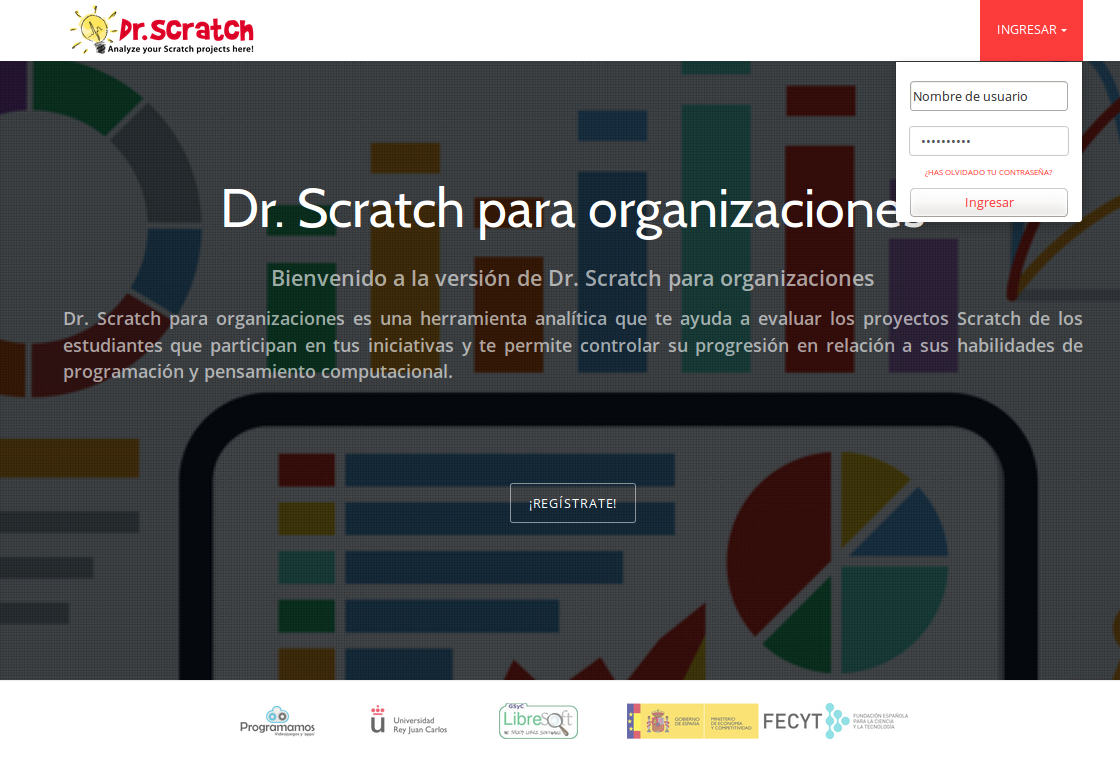 Dr.Scratch
Analyze your Scratch projects here!
INGRESAR
Nombre de usuario
••••••••••
¿HAS OLVIDADO TU CONTRASEÑA?
Ingresar
Dr. Scratch para organizaciones
Bienvenido a la versión de Dr. Scratch para organizaciones
Dr. Scratch para organizaciones es una herramienta analítica que te ayuda a evaluar los proyectos Scratch de los
estudiantes que participan en tus iniciativas y te permite controlar su progresión en relación a sus habilidades de
programación y pensamiento computacional.
¡REGÍSTRATE!
Programamos
Videojuegos y 'apps'
Universidad
Rey Juan Carlos
GSyC
LibreSoft
GOBIERNO
DE ESPAÑA
MINISTERIO
DE ECONOMÍA
Y COMPETITIVIDAD
FECYT
FUNDACIÓN ESPAÑOLA
PARA LA CIENCIA
Y LA TECNOLOGÍA